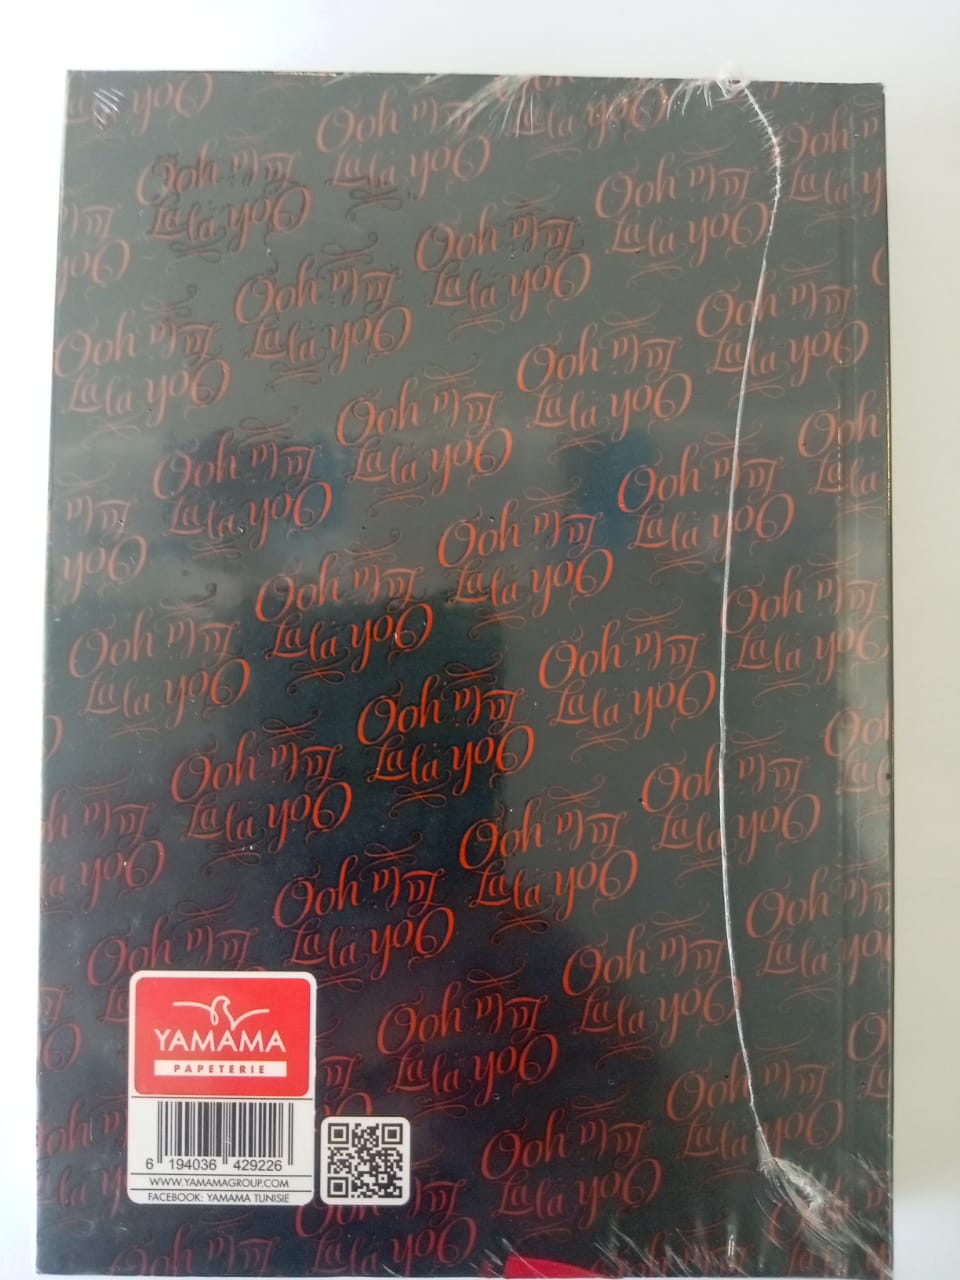 Ooh
La la
YAMAMA
PAPETERIE
6 194036 429226
WWW.YAMAMAGROUP.COM
FACEBOOK: YAMAMA TUNISIE